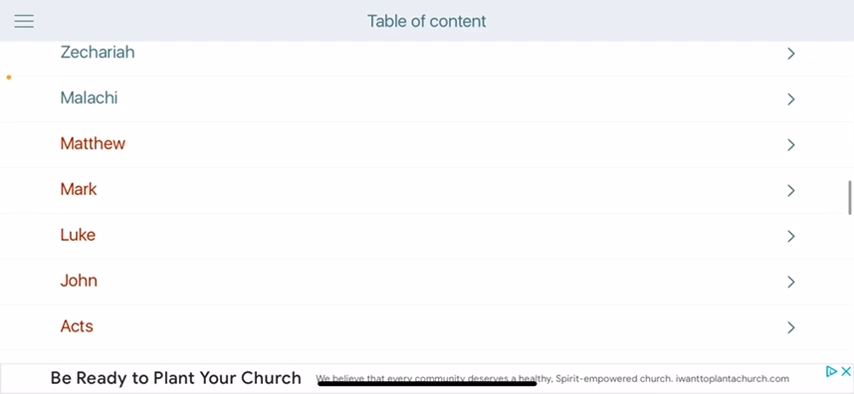 Table of content
Zechariah
Malachi
Matthew
Mark
Luke
John
Acts
Be Ready to Plant Your Church
We believe that every community deserves a healthy, Spirit-empowered church. iwanttoplantachurch.com